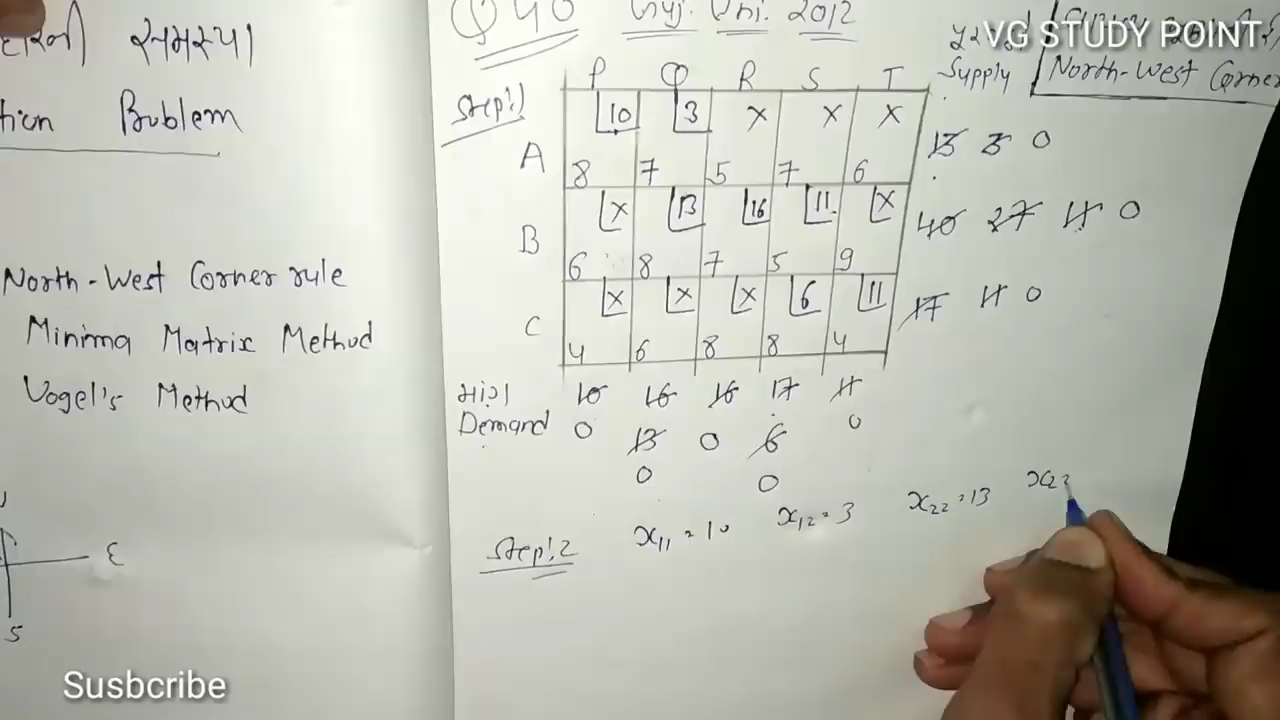 સમસ્યા
tion Problem
North-West Corner rule
Minima Matrix Method
Vogel's Method
E
S
Susbcribe
Q 40 Guj. Uni. 2012
VG STUDY POINT
Supply North-West Corner
Step:1
P Q R S T
10 3 X X X
A 8 7 5 7 6 13 3 0
X 13 16 11 X
B 6 8 7 5 9 40 27 11 0
X X X 6 11
C 4 6 8 8 4 17 11 0
માંગ 10 16 16 17 11
Demand 0 13 0 6 0
0 0
Step:2 x11 = 10 x12 = 3 x22 = 13 x2